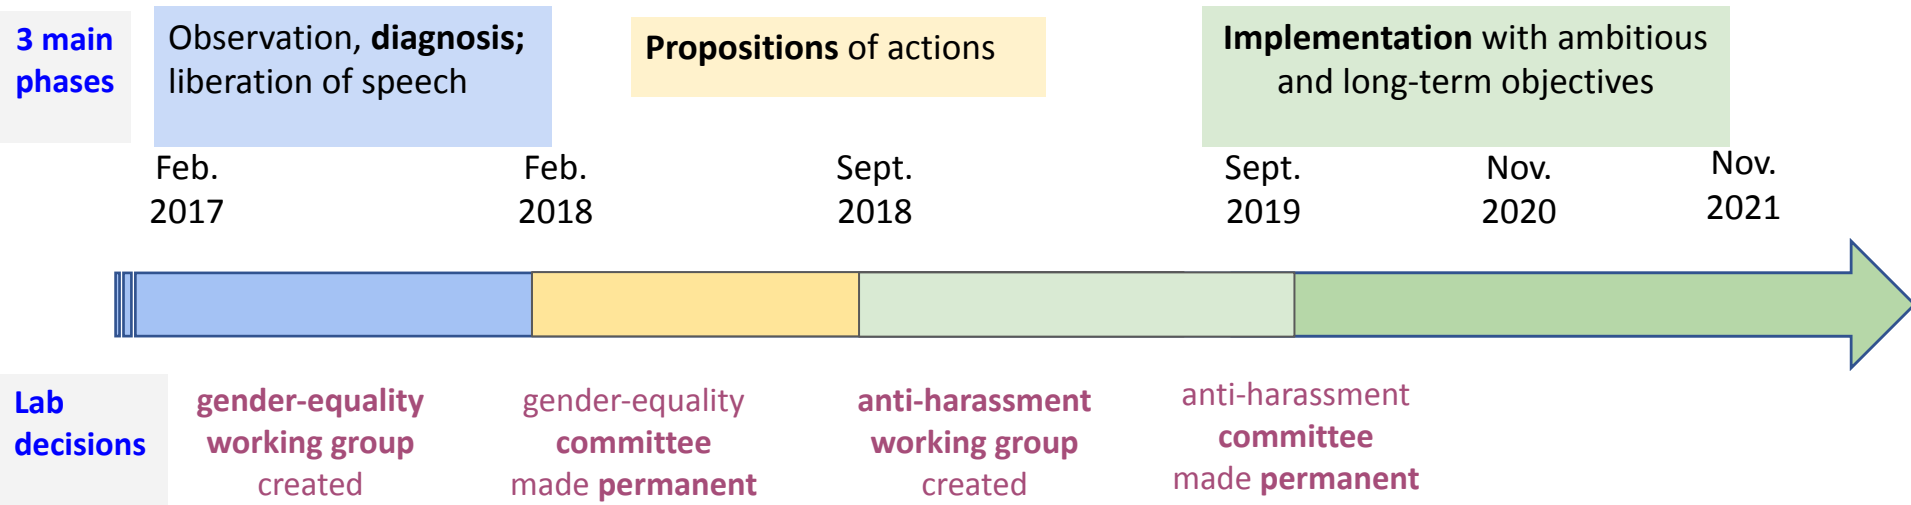 3 main
phases
Observation, diagnosis;
liberation of speech
Propositions of actions
Implementation with ambitious
and long-term objectives
Feb.
2017
Feb.
2018
Sept.
2018
Sept.
2019
Nov.
2020
Nov.
2021
Lab
decisions
gender-equality
working group
created
gender-equality
committee
made permanent
anti-harassment
working group
created
anti-harassment
committee
made permanent